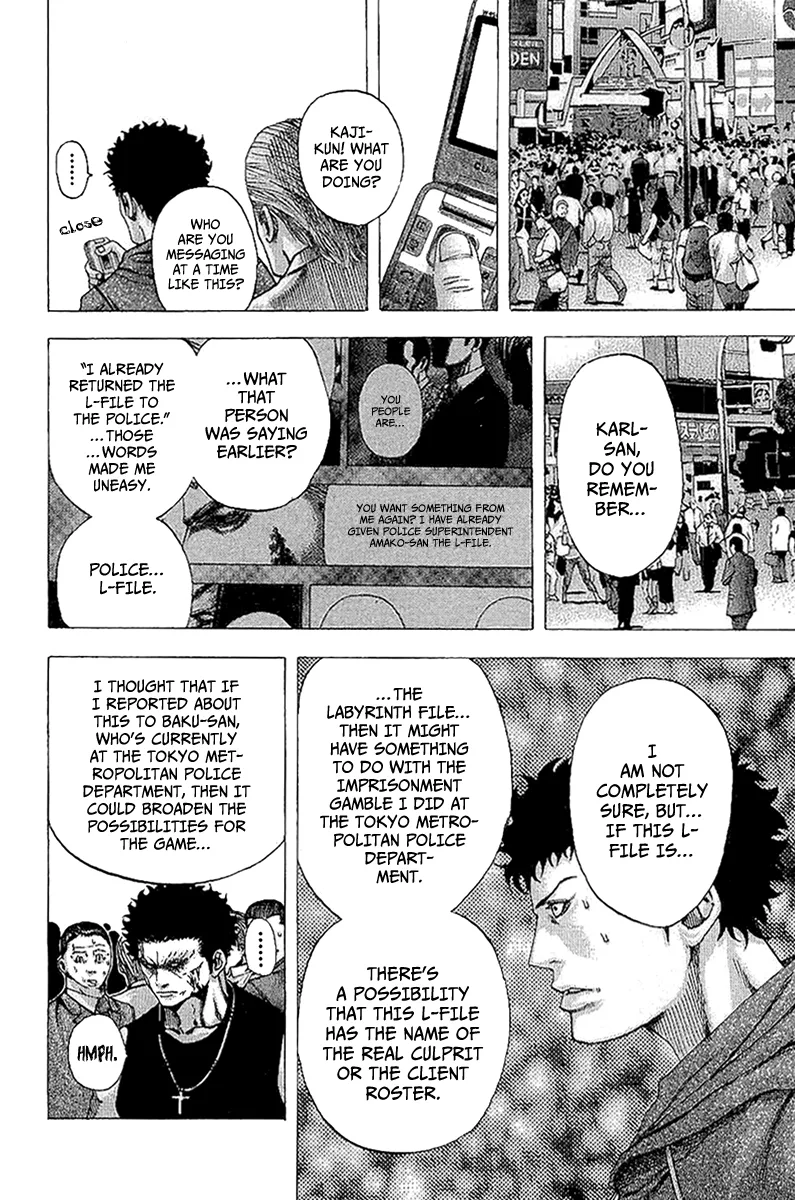 DEN
KAJI-
KUN! WHAT
ARE YOU
DOING?
WHO
ARE YOU
MESSAGING
AT A TIME
LIKE THIS?
....
close
KARL-
SAN,
DO YOU
REMEM-
BER...
YOU
PEOPLE
ARE...
YOU WANT SOMETHING FROM
ME AGAIN? I HAVE ALREADY
GIVEN POLICE SUPERINTENDENT
AMAKO-SAN THE L-FILE.
...WHAT
THAT
PERSON
WAS SAYING
EARLIER?
"I ALREADY
RETURNED THE
L-FILE TO
THE POLICE."
...THOSE
WORDS
MADE ME
UNEASY.
POLICE...
L-FILE.
I
AM NOT
COMPLETELY
SURE, BUT...
IF THIS L-
FILE IS...
...THE
LABYRINTH FILE...
THEN IT MIGHT
HAVE SOMETHING
TO DO WITH THE
IMPRISONMENT
GAMBLE I DID AT
THE TOKYO METRO-
POLITAN POLICE
DEPART-
MENT.
THERE'S
A POSSIBILITY
THAT THIS L-FILE
HAS THE NAME OF
THE REAL CULPRIT
OR THE CLIENT
ROSTER.
I THOUGHT THAT IF
I REPORTED ABOUT
THIS TO BAKU-SAN,
WHO'S CURRENTLY
AT THE TOKYO MET-
ROPOLITAN POLICE
DEPARTMENT, THEN IT
COULD BROADEN THE
POSSIBILITIES FOR
THE GAME...
.....
HMPH.